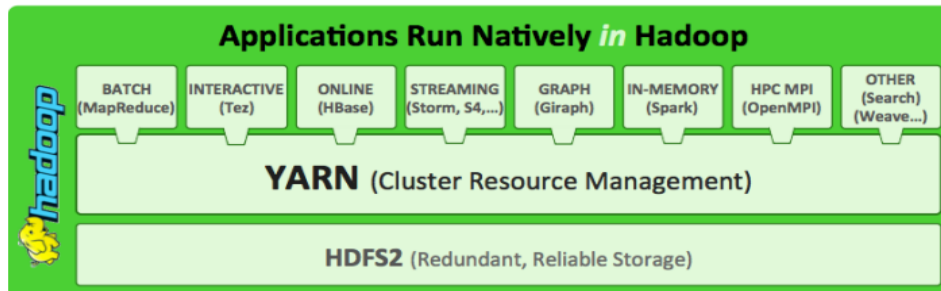 Applications Run Natively in Hadoop
hadoop
BATCH
(MapReduce)
INTERACTIVE
(Tez)
ONLINE
(HBase)
STREAMING
(Storm, S4,...)
GRAPH
(Giraph)
IN-MEMORY
(Spark)
HPC MPI
(OpenMPI)
OTHER
(Search)
(Weave...)
YARN (Cluster Resource Management)
HDFS2 (Redundant, Reliable Storage)